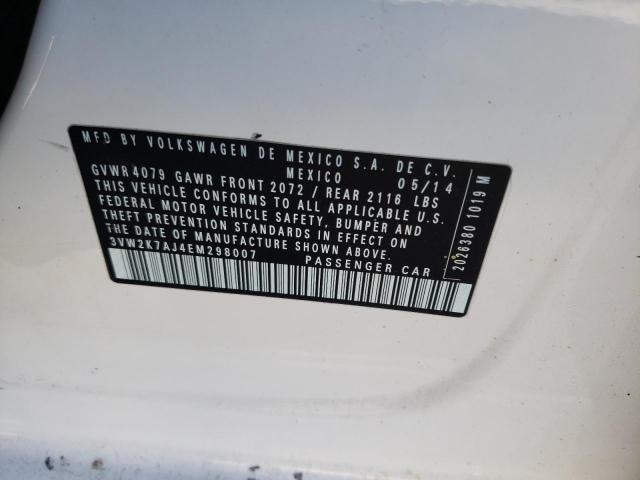 MFD BY VOLKSWAGEN DE MEXICO S.A. DE C.V.
MEXICO 05/14
GVWR 4079 GAWR FRONT 2072 / REAR 2116 LBS
THIS VEHICLE CONFORMS TO ALL APPLICABLE U.S.
FEDERAL MOTOR VEHICLE SAFETY, BUMPER AND
THEFT PREVENTION STANDARDS IN EFFECT ON
THE DATE OF MANUFACTURE SHOWN ABOVE.
3VW2K7AJ4EM298007 PASSENGER CAR
2026380 1019 M